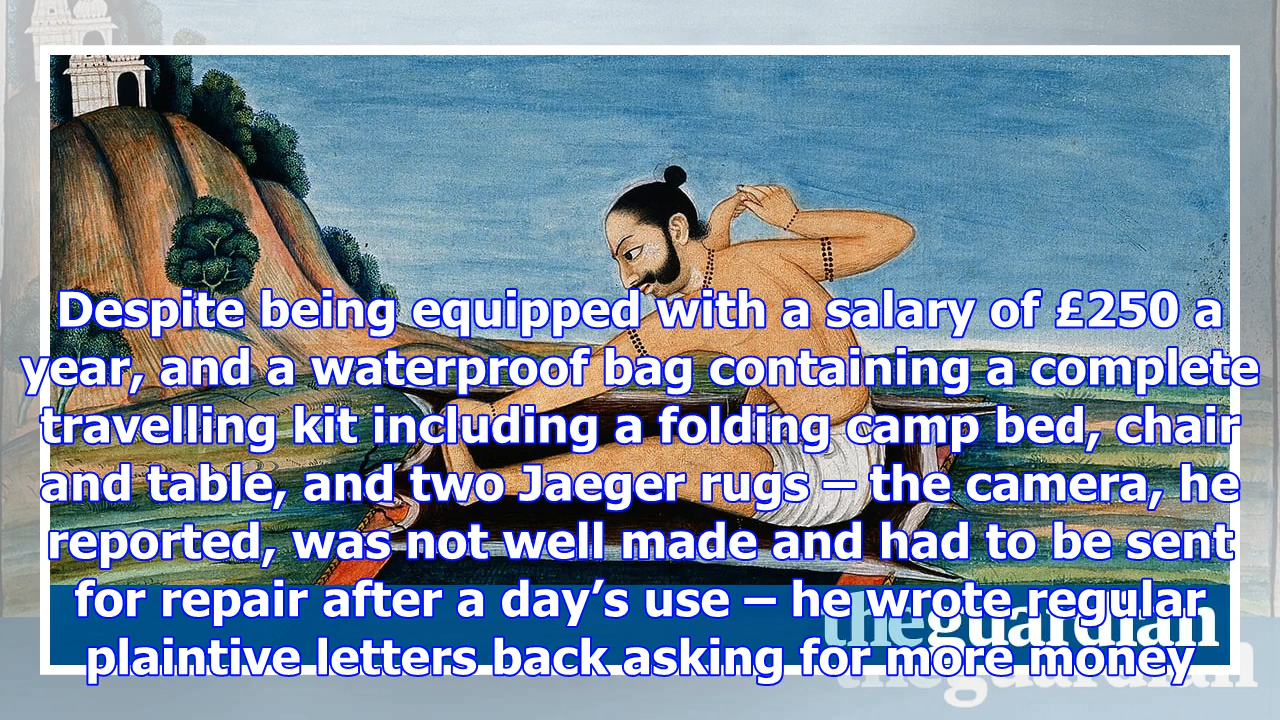 Despite being equipped with a salary of £250 a
year, and a waterproof bag containing a complete
travelling kit including a folding camp bed, chair
and table, and two Jaeger rugs – the camera, he
reported, was not well made and had to be sent
for repair after a day’s use – he wrote regular
plaintive letters back asking for more money
theguardian
theguardian